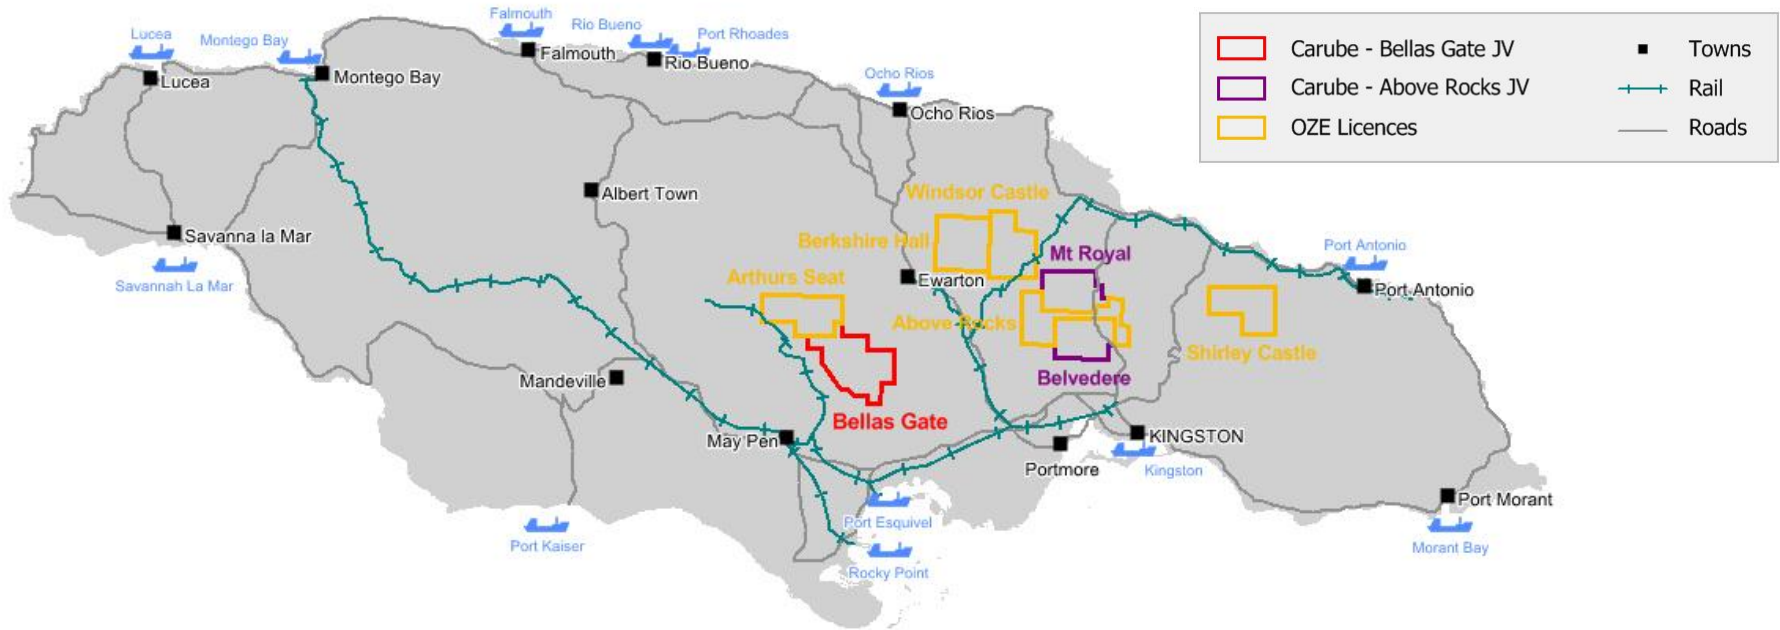 Falmouth
Rio Bueno
Port Rhoades
Lucea
Montego Bay
Falmouth
Rio Bueno
Lucea
Montego Bay
Ocho Rios
Ocho Rios
Carube - Bellas Gate JV
Carube - Above Rocks JV
OZE Licences
Towns
Rail
Roads
Albert Town
Windsor Castle
Savanna la Mar
Berkshire Hall
Mt Royal
Port Antonio
Savannah La Mar
Arthurs Seat
Ewarton
Port Antonio
Above Rocks
Shirley Castle
Mandeville
Belvedere
Bellas Gate
May Pen
KINGSTON
Portmore
Kingston
Port Morant
Port Esquivel
Port Kaiser
Morant Bay
Rocky Point